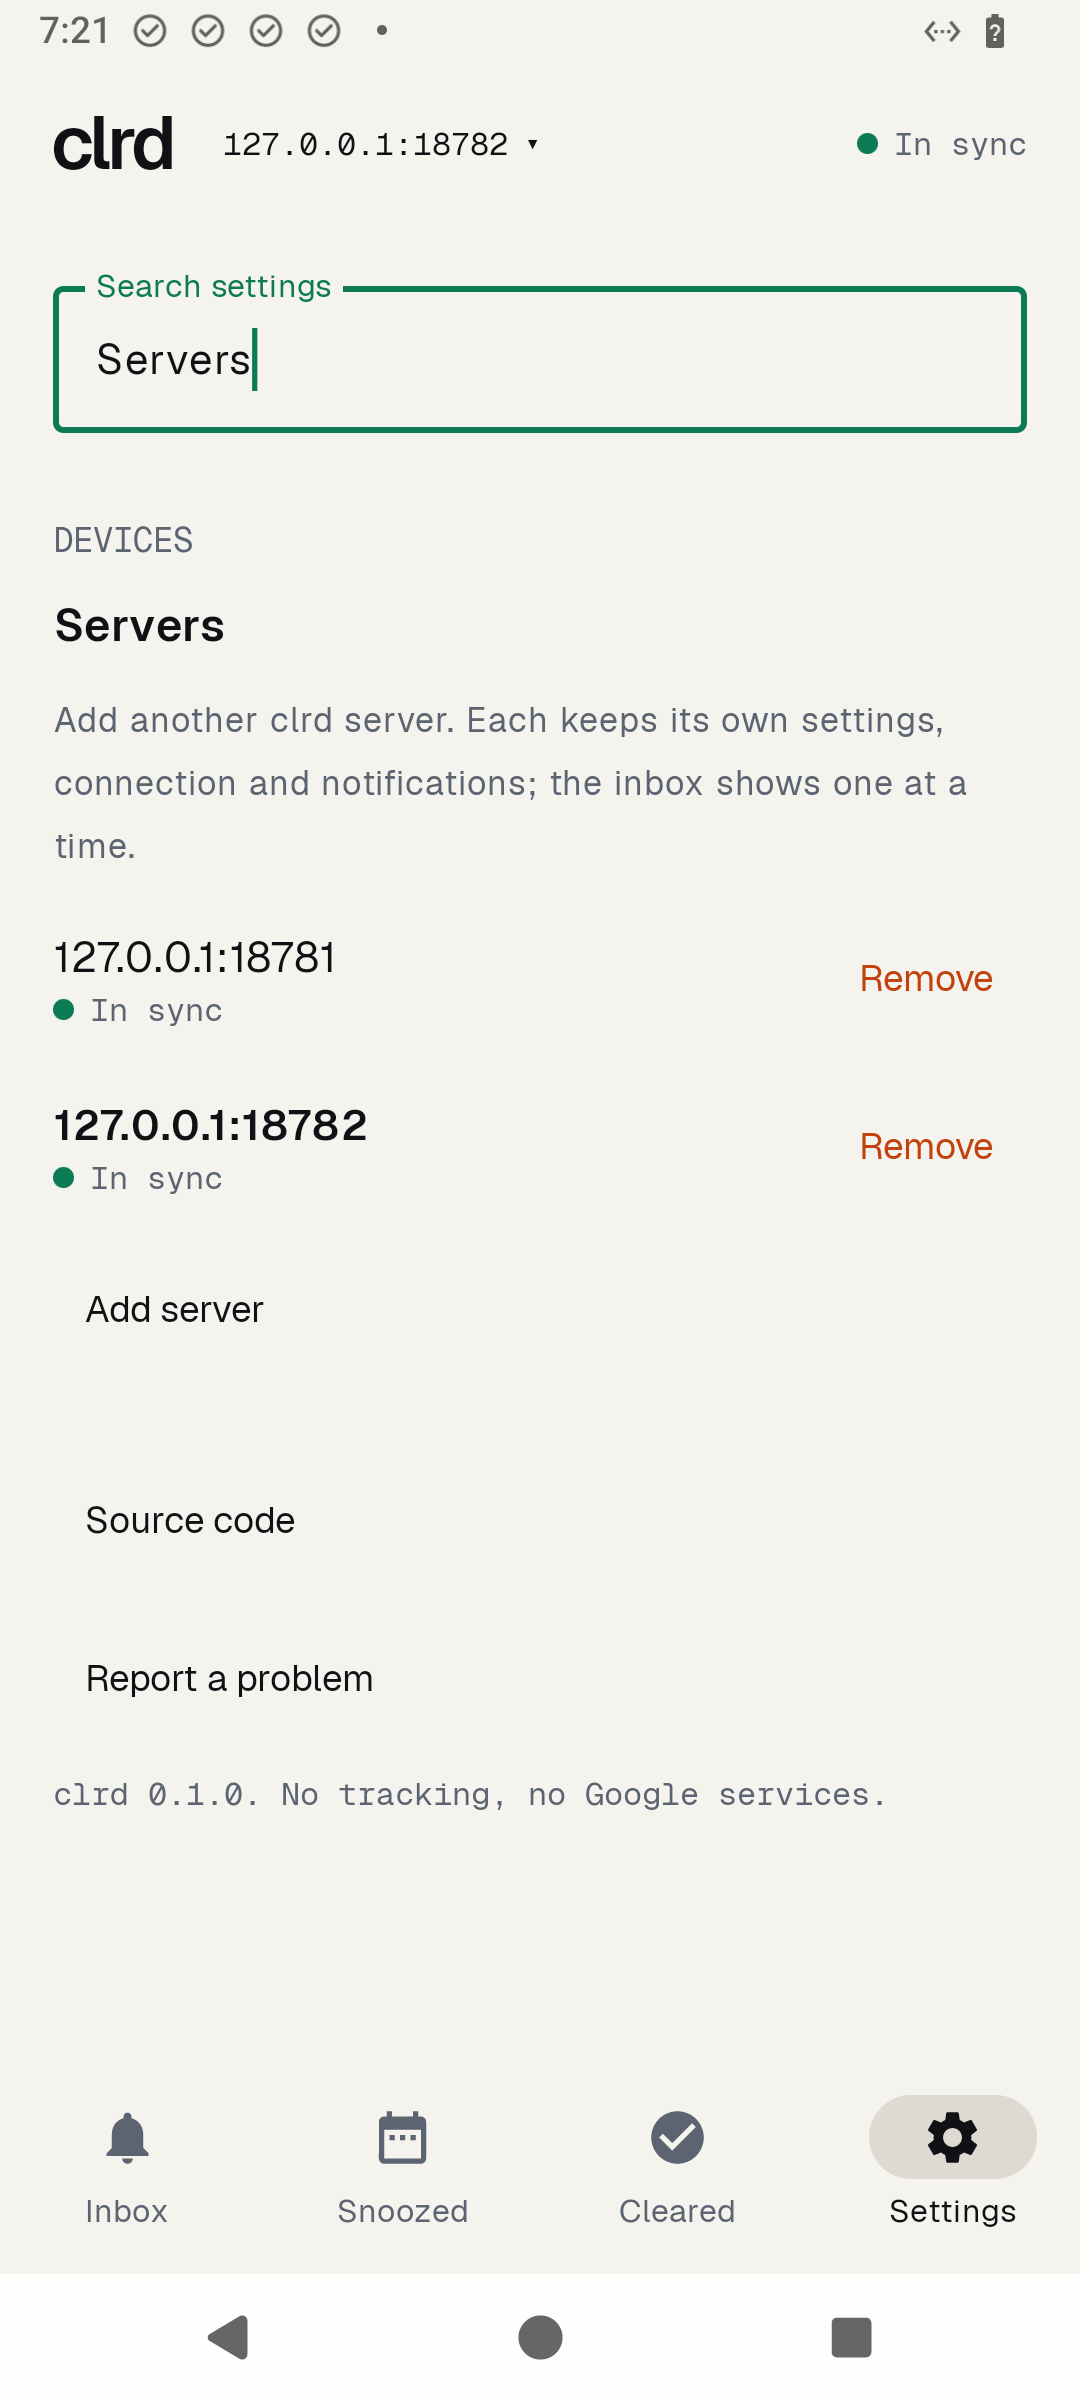 7:21
clrd 127.0.0.1:18782 ▾ In sync
Search settings
Servers
DEVICES
Servers
Add another clrd server. Each keeps its own settings,
connection and notifications; the inbox shows one at a
time.
127.0.0.1:18781
In sync
Remove
127.0.0.1:18782
In sync
Remove
Add server
Source code
Report a problem
clrd 0.1.0. No tracking, no Google services.
Inbox Snoozed Cleared Settings